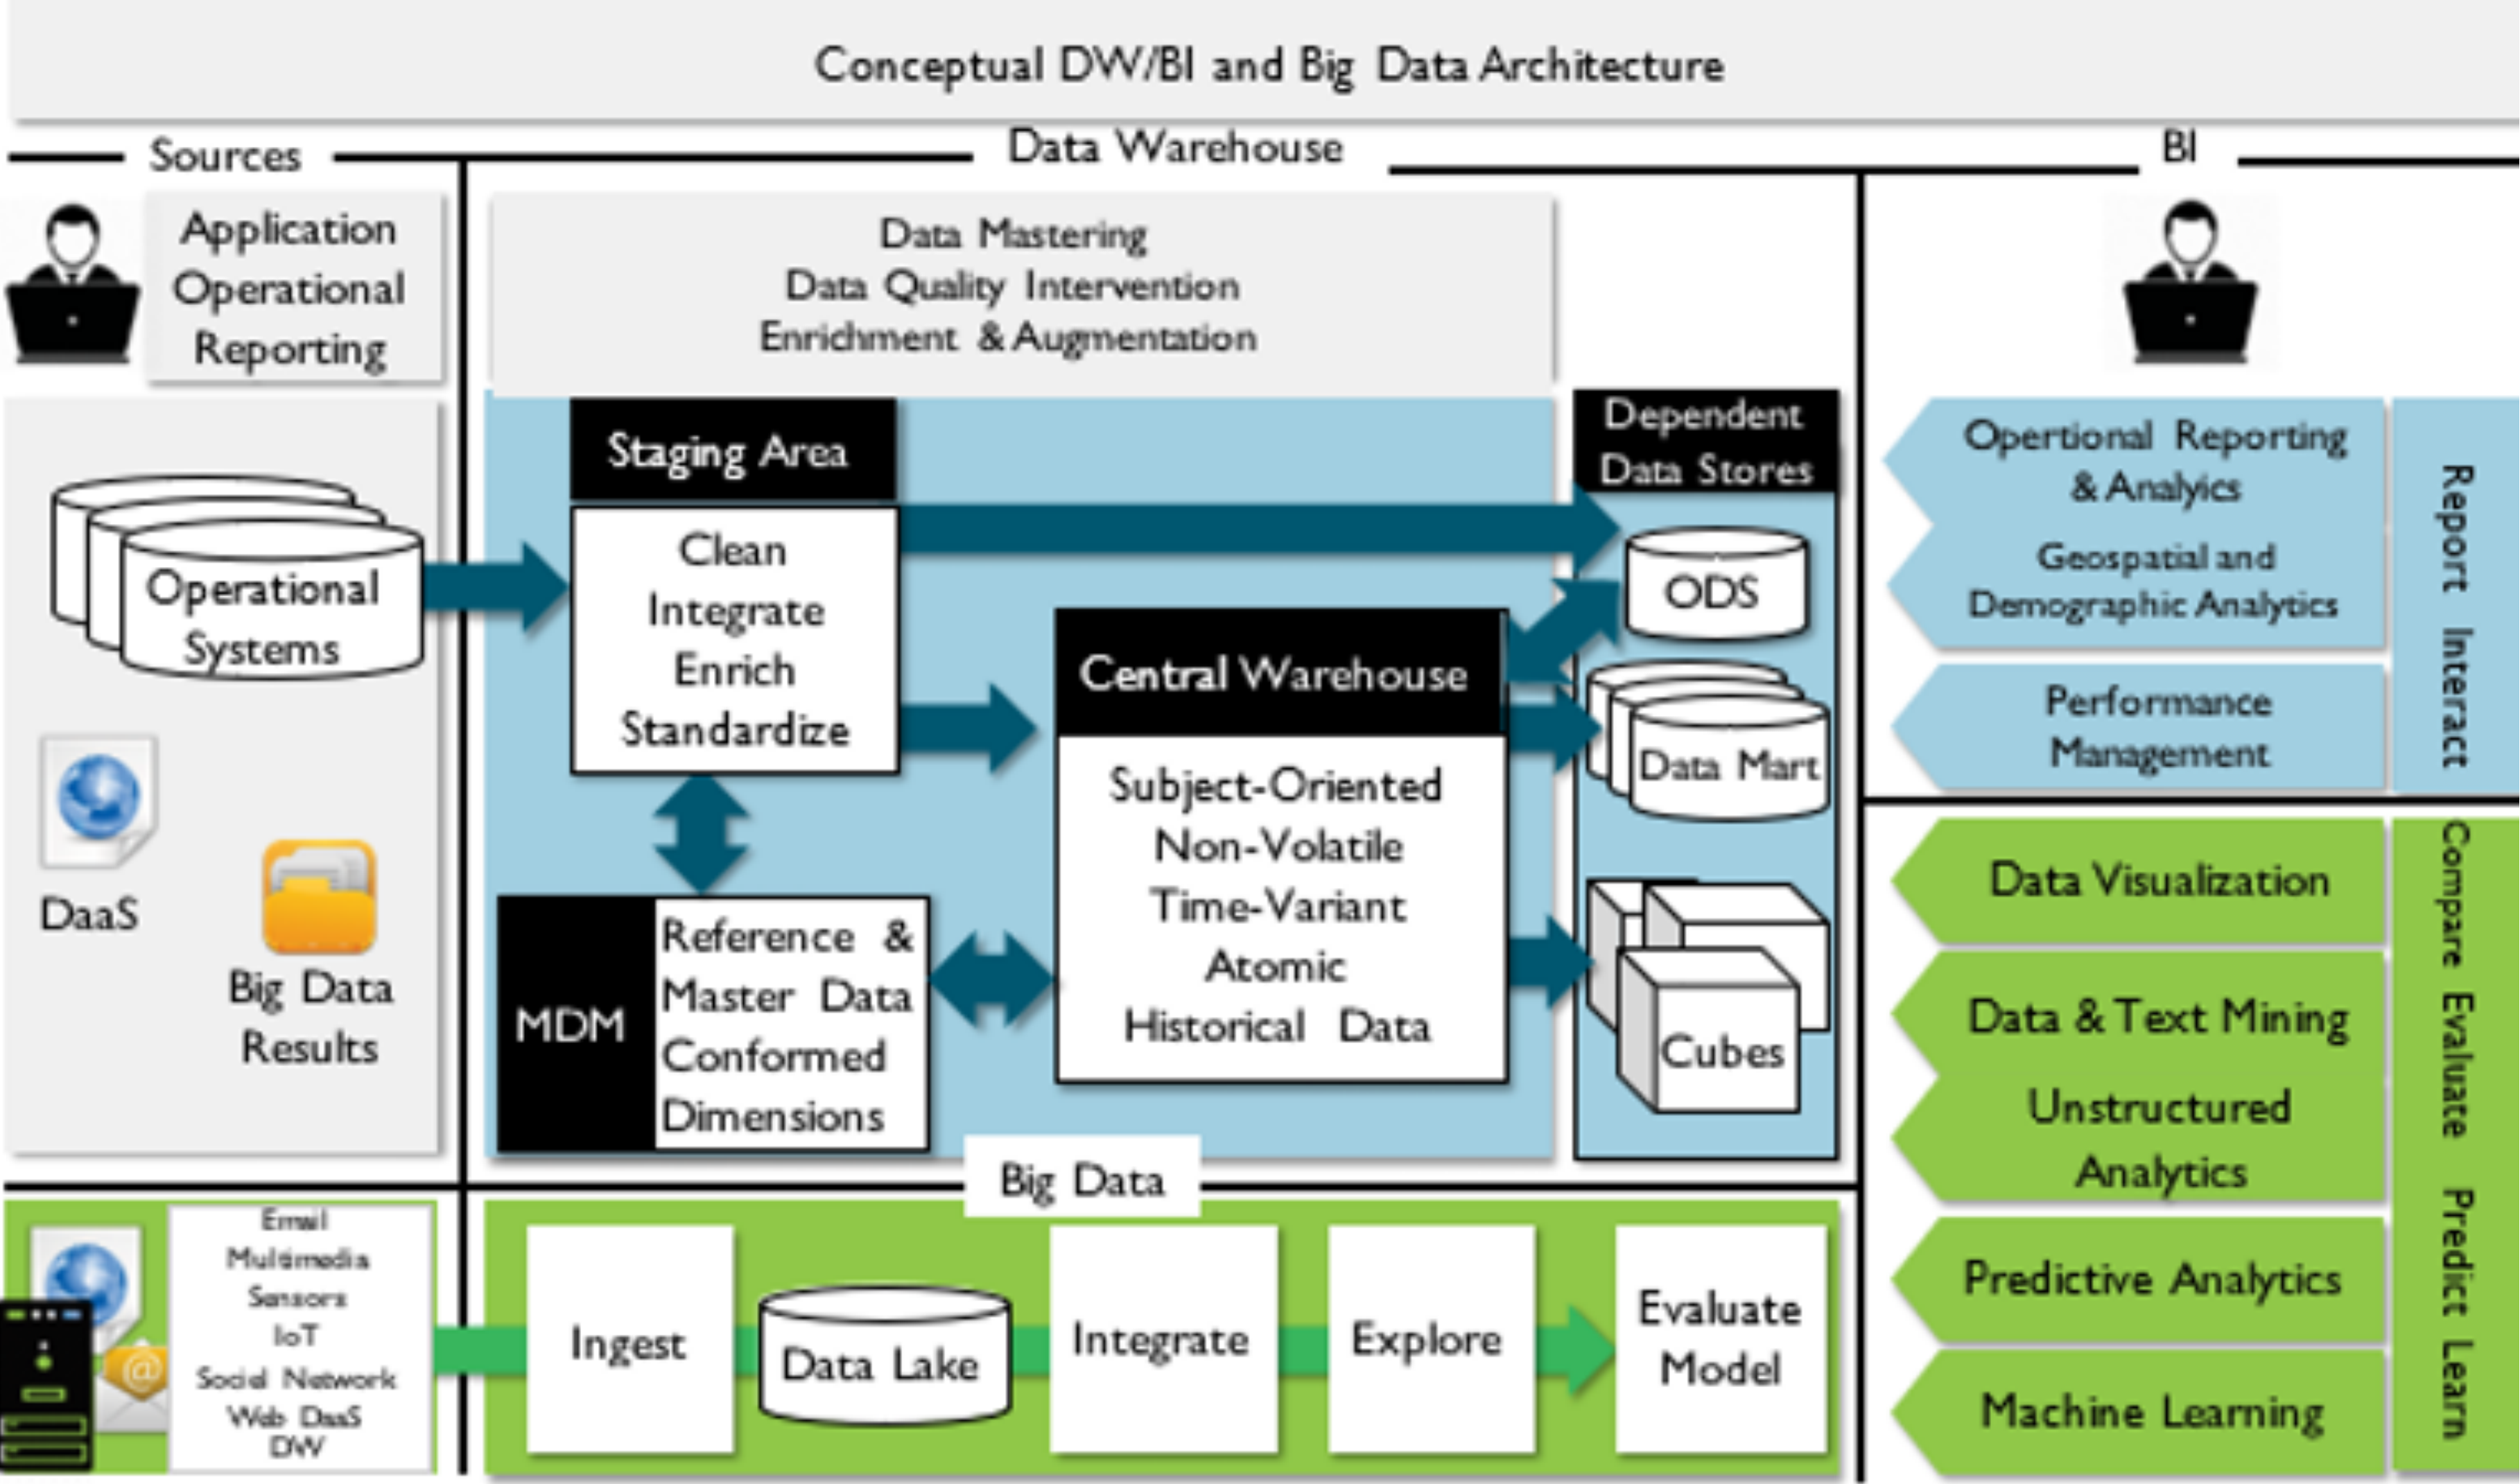 Conceptual DW/BI and Big Data Architecture
Sources
Data Warehouse
BI
Application
Operational
Reporting
Data Mastering
Data Quality Intervention
Enrichment & Augmentation
Operational
Systems
DaaS
Big Data
Results
Staging Area
Clean
Integrate
Enrich
Standardize
MDM
Reference &
Master Data
Conformed
Dimensions
Central Warehouse
Subject-Oriented
Non-Volatile
Time-Variant
Atomic
Historical Data
Dependent
Data Stores
ODS
Data Mart
Cubes
Opertional Reporting
& Analyics
Geospatial and
Demographic Analytics
Performance
Management
Report Interact
Data Visualization
Data & Text Mining
Unstructured
Analytics
Predictive Analytics
Machine Learning
Compare Evaluate Predict Learn
Big Data
Email
Multimedia
Sensors
IoT
Social Network
Web DaaS
DW
@
Ingest
Data Lake
Integrate
Explore
Evaluate
Model